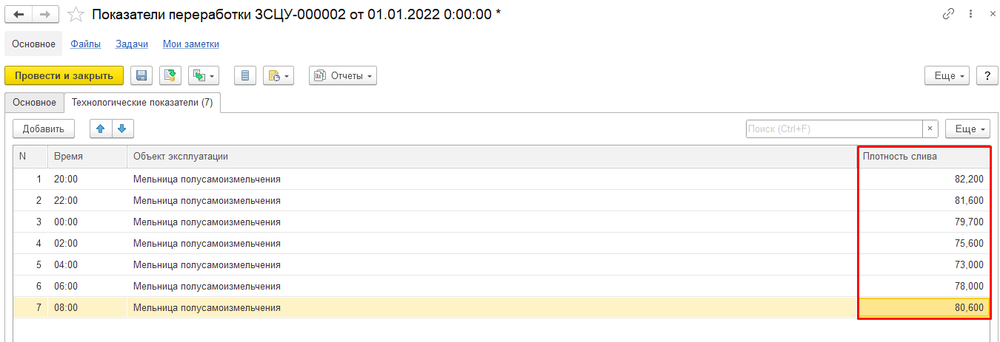 Показатели переработки ЗСЦУ-000002 от 01.01.2022 0:00:00 *
Основное Файлы Задачи Мои заметки
Провести и закрыть Отчеты Еще ?
Основное Технологические показатели (7)
Добавить Поиск (Ctrl+F) × Еще
N Время Объект эксплуатации Плотность слива
1 20:00 Мельница полусамоизмельчения 82,200
2 22:00 Мельница полусамоизмельчения 81,600
3 00:00 Мельница полусамоизмельчения 79,700
4 02:00 Мельница полусамоизмельчения 75,600
5 04:00 Мельница полусамоизмельчения 73,000
6 06:00 Мельница полусамоизмельчения 78,000
7 08:00 Мельница полусамоизмельчения 80,600